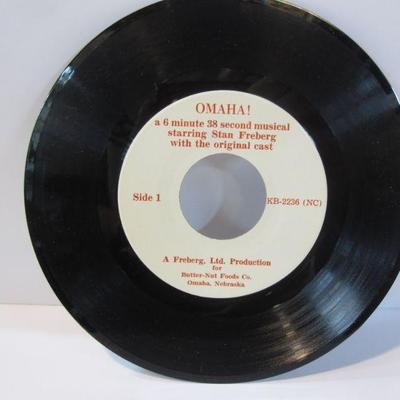 OMAHA!
a 6 minute 38 second musical
starring Stan Freberg
with the original cast
Side 1
KB-2236 (NC)
A Freberg, Ltd. Production
for
Butter-Nut Foods Co.
Omaha, Nebraska